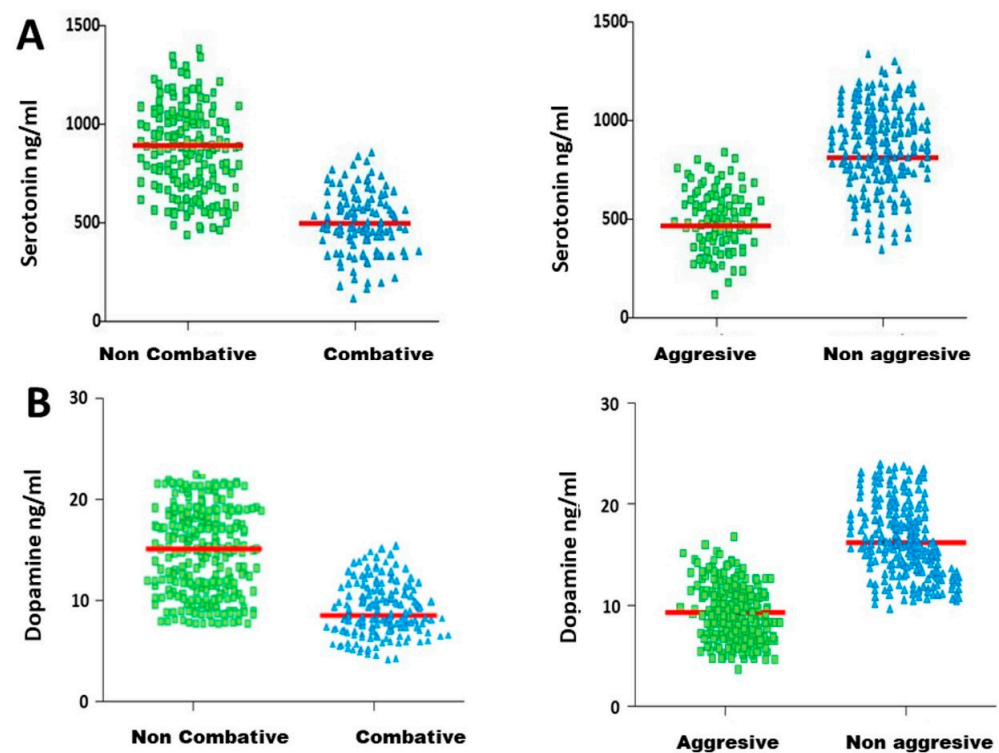 A
Serotonin ng/ml
1500
1000
500
0
Non Combative
Combative
Serotonin ng/ml
1500
1000
500
0
Aggresive
Non aggresive
B
Dopamine ng/ml
30
20
10
0
Non Combative
Combative
Dopamine ng/ml
30
20
10
0
Aggresive
Non aggresive